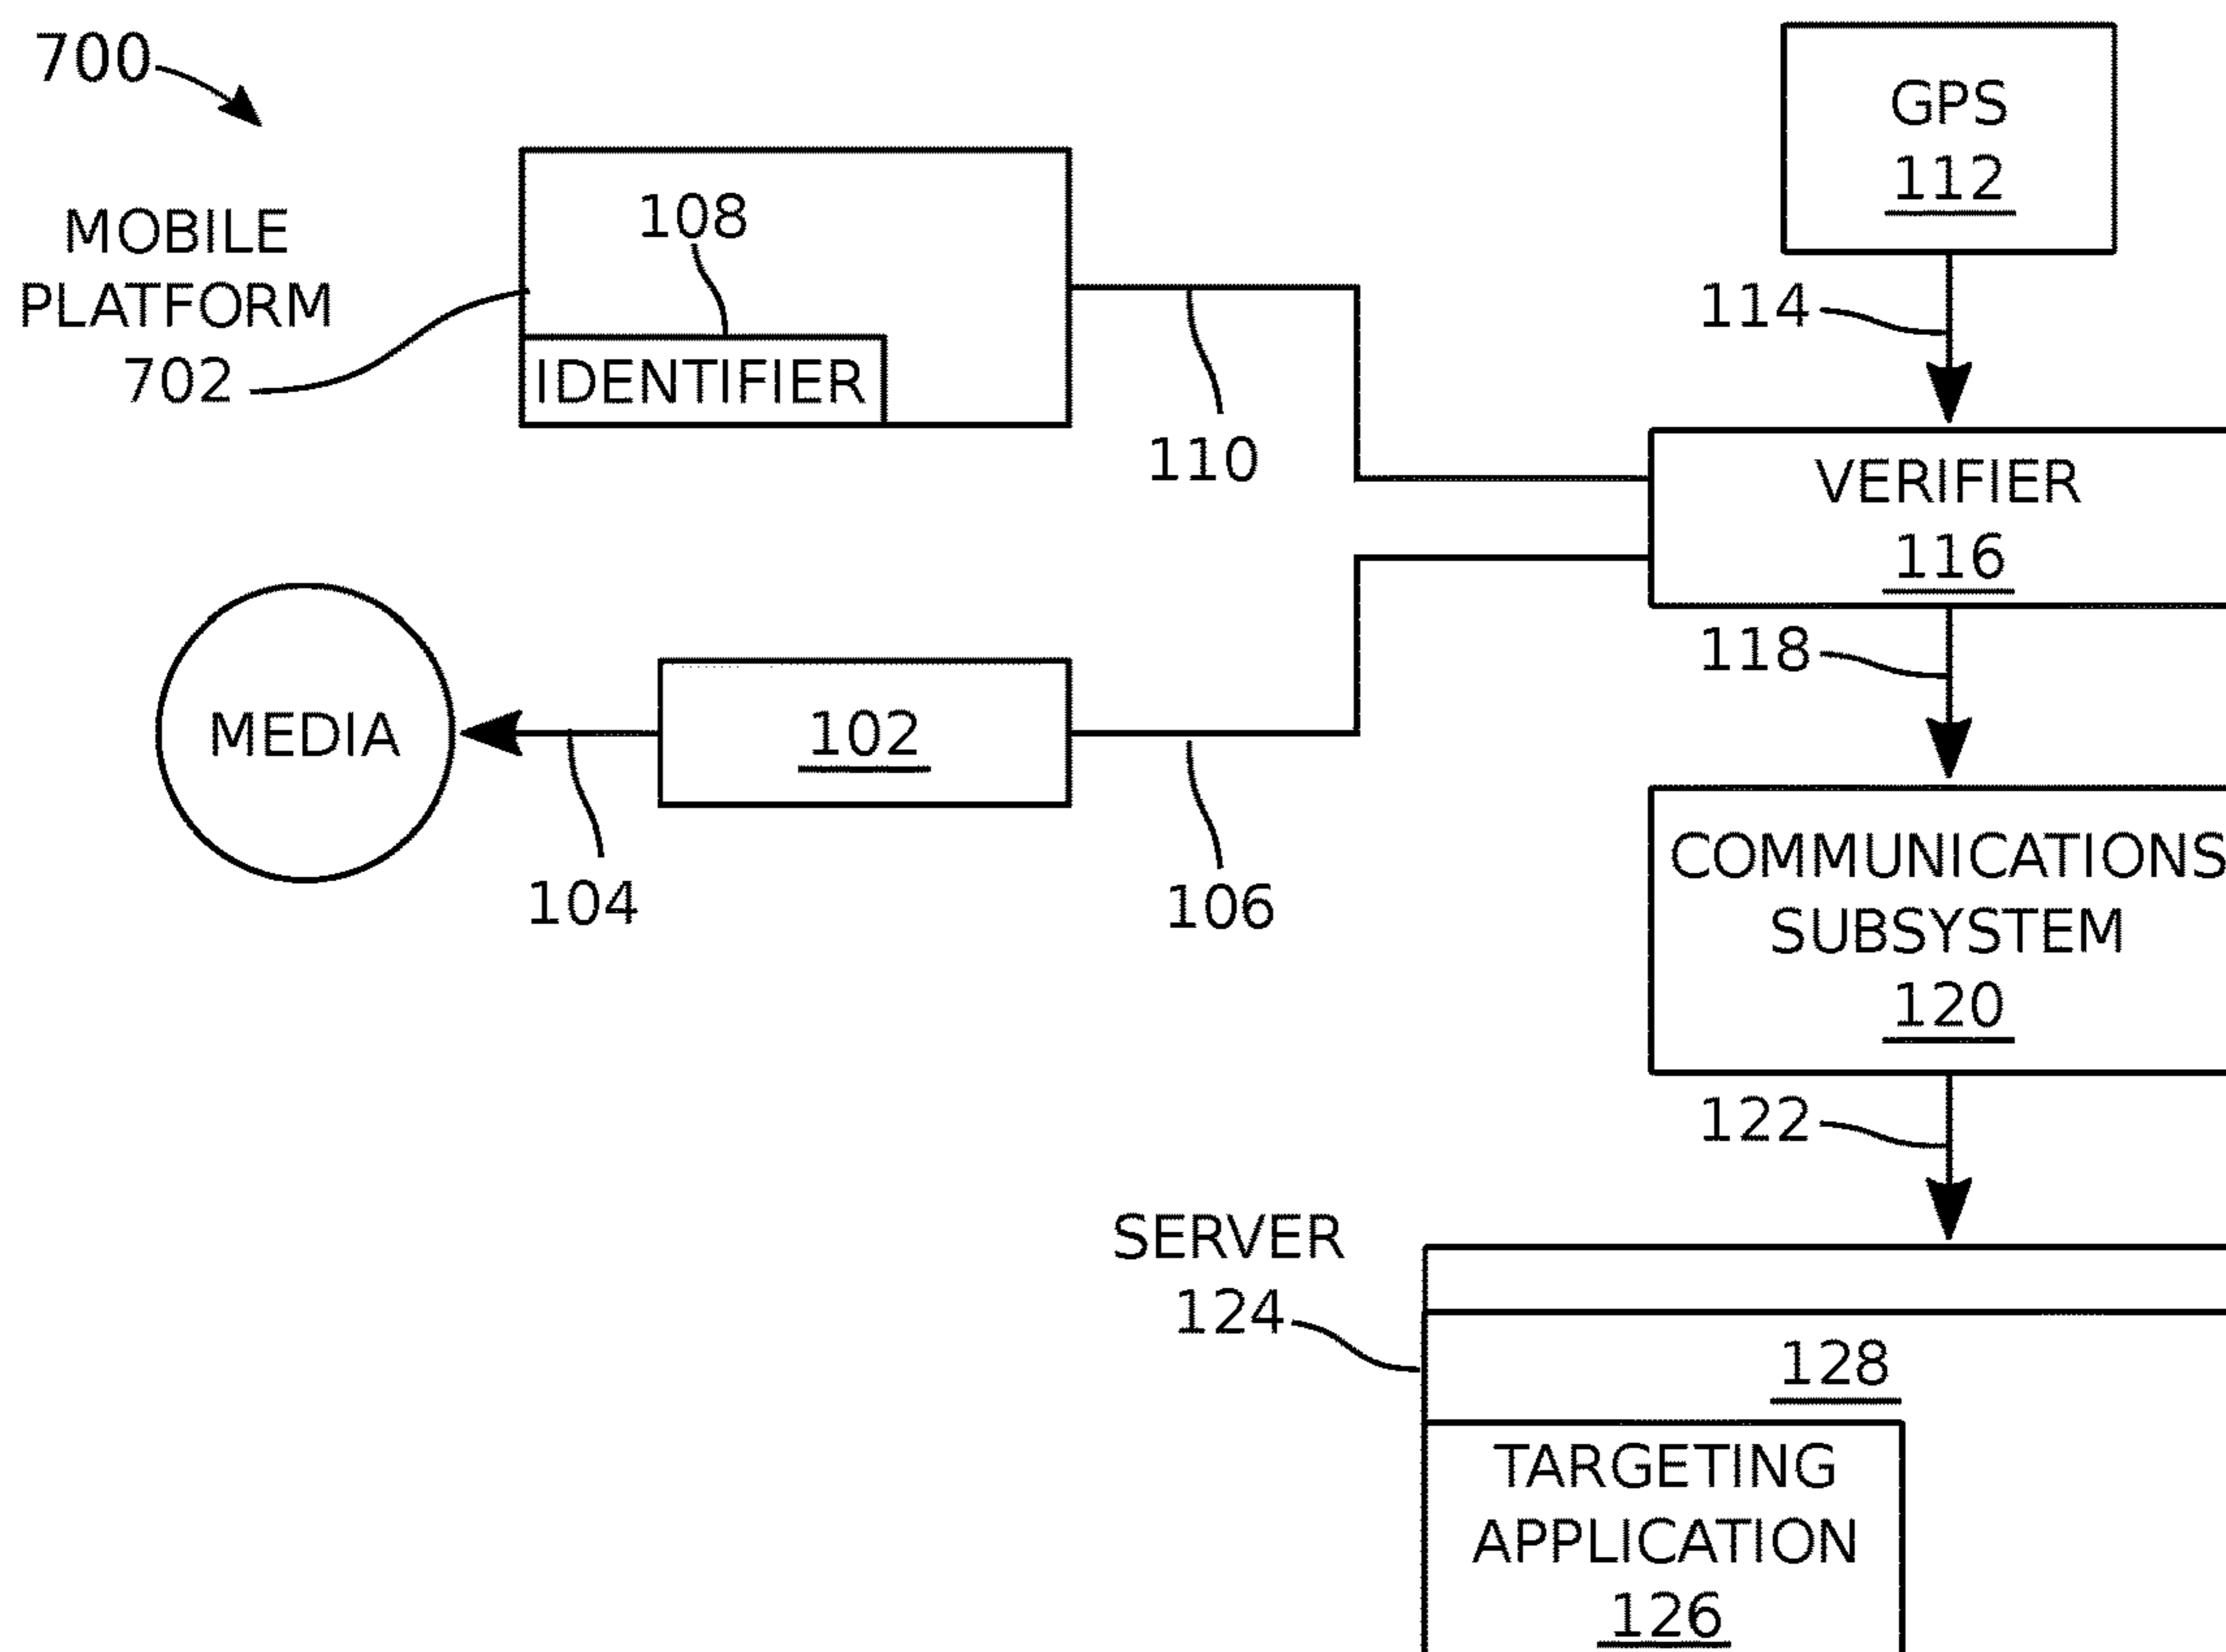 700
GPS
112
108
MOBILE
PLATFORM
702
IDENTIFIER
114
110
VERIFIER
116
118
MEDIA
102
104
106
COMMUNICATIONS
SUBSYSTEM
120
122
SERVER
124
128
TARGETING
APPLICATION
126